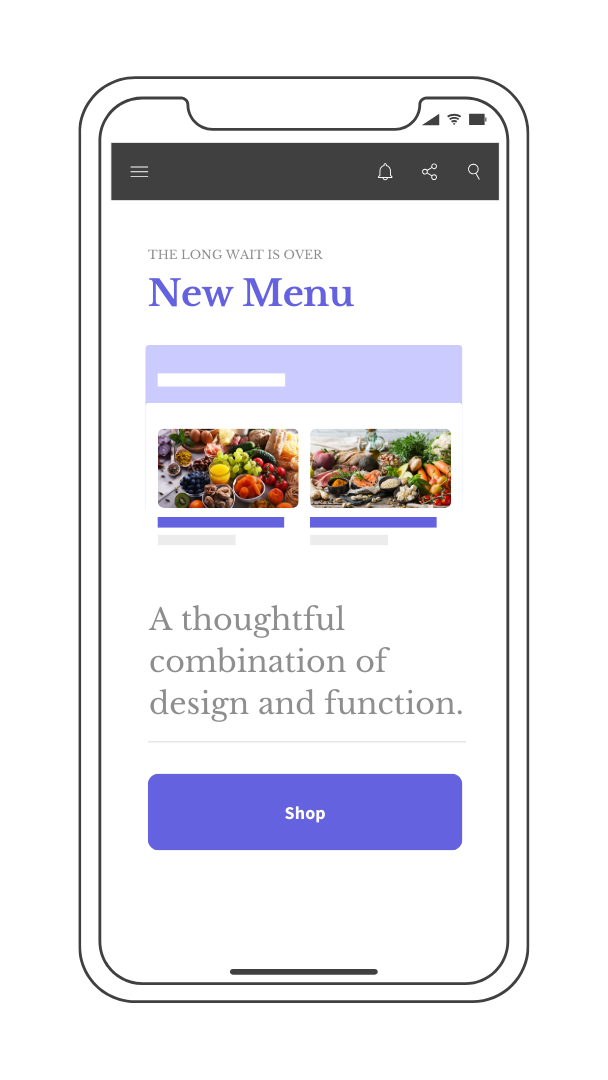 THE LONG WAIT IS OVER
New Menu
A thoughtful
combination of
design and function.
Shop